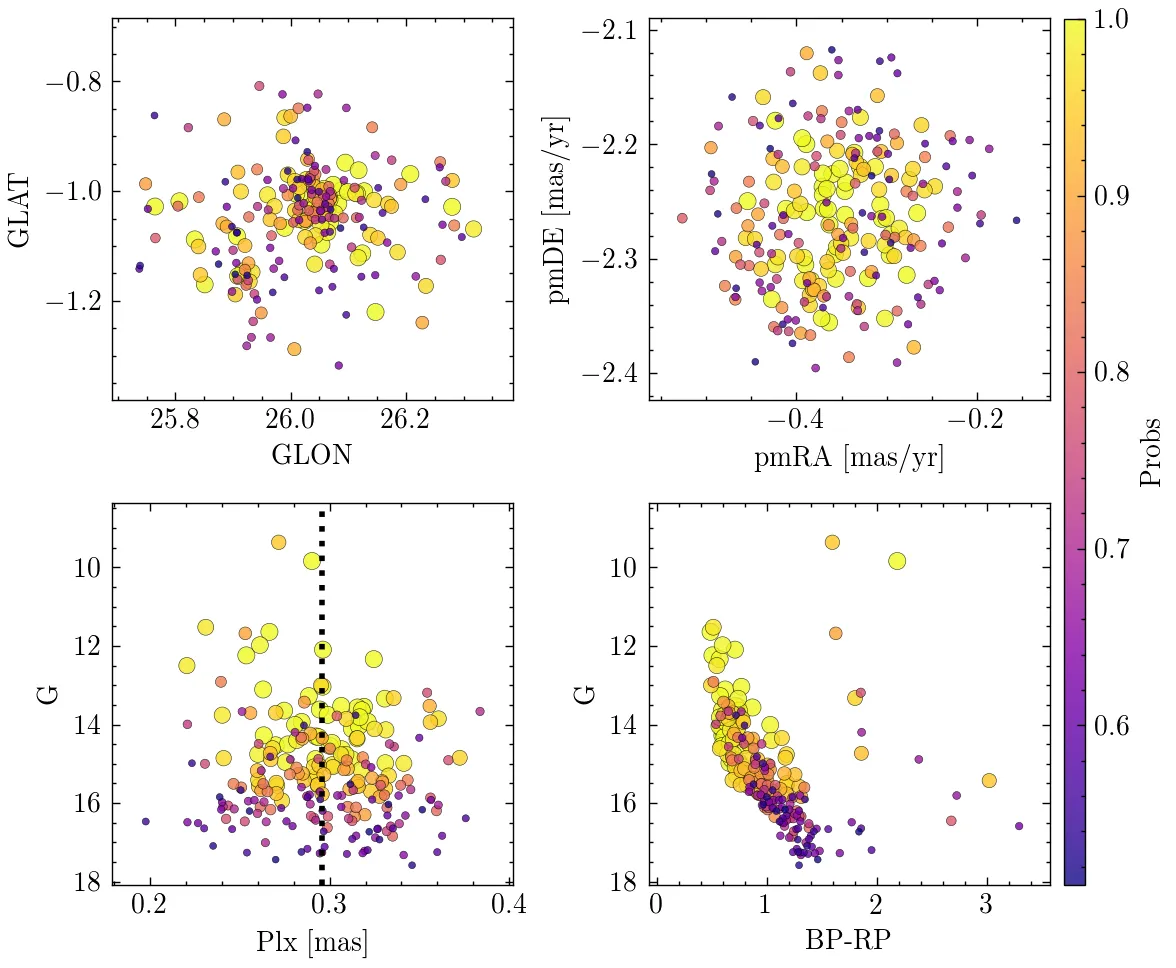 −0.8
−1.0
−1.2
GLAT
25.8 26.0 26.2
GLON
−2.1
−2.2
−2.3
−2.4
pmDE [mas/yr]
−0.4 −0.2
pmRA [mas/yr]
10
12
14
16
18
G
0.2 0.3 0.4
Plx [mas]
10
12
14
16
18
G
0 1 2 3
BP-RP
1.0
0.9
0.8
0.7
0.6
Probs